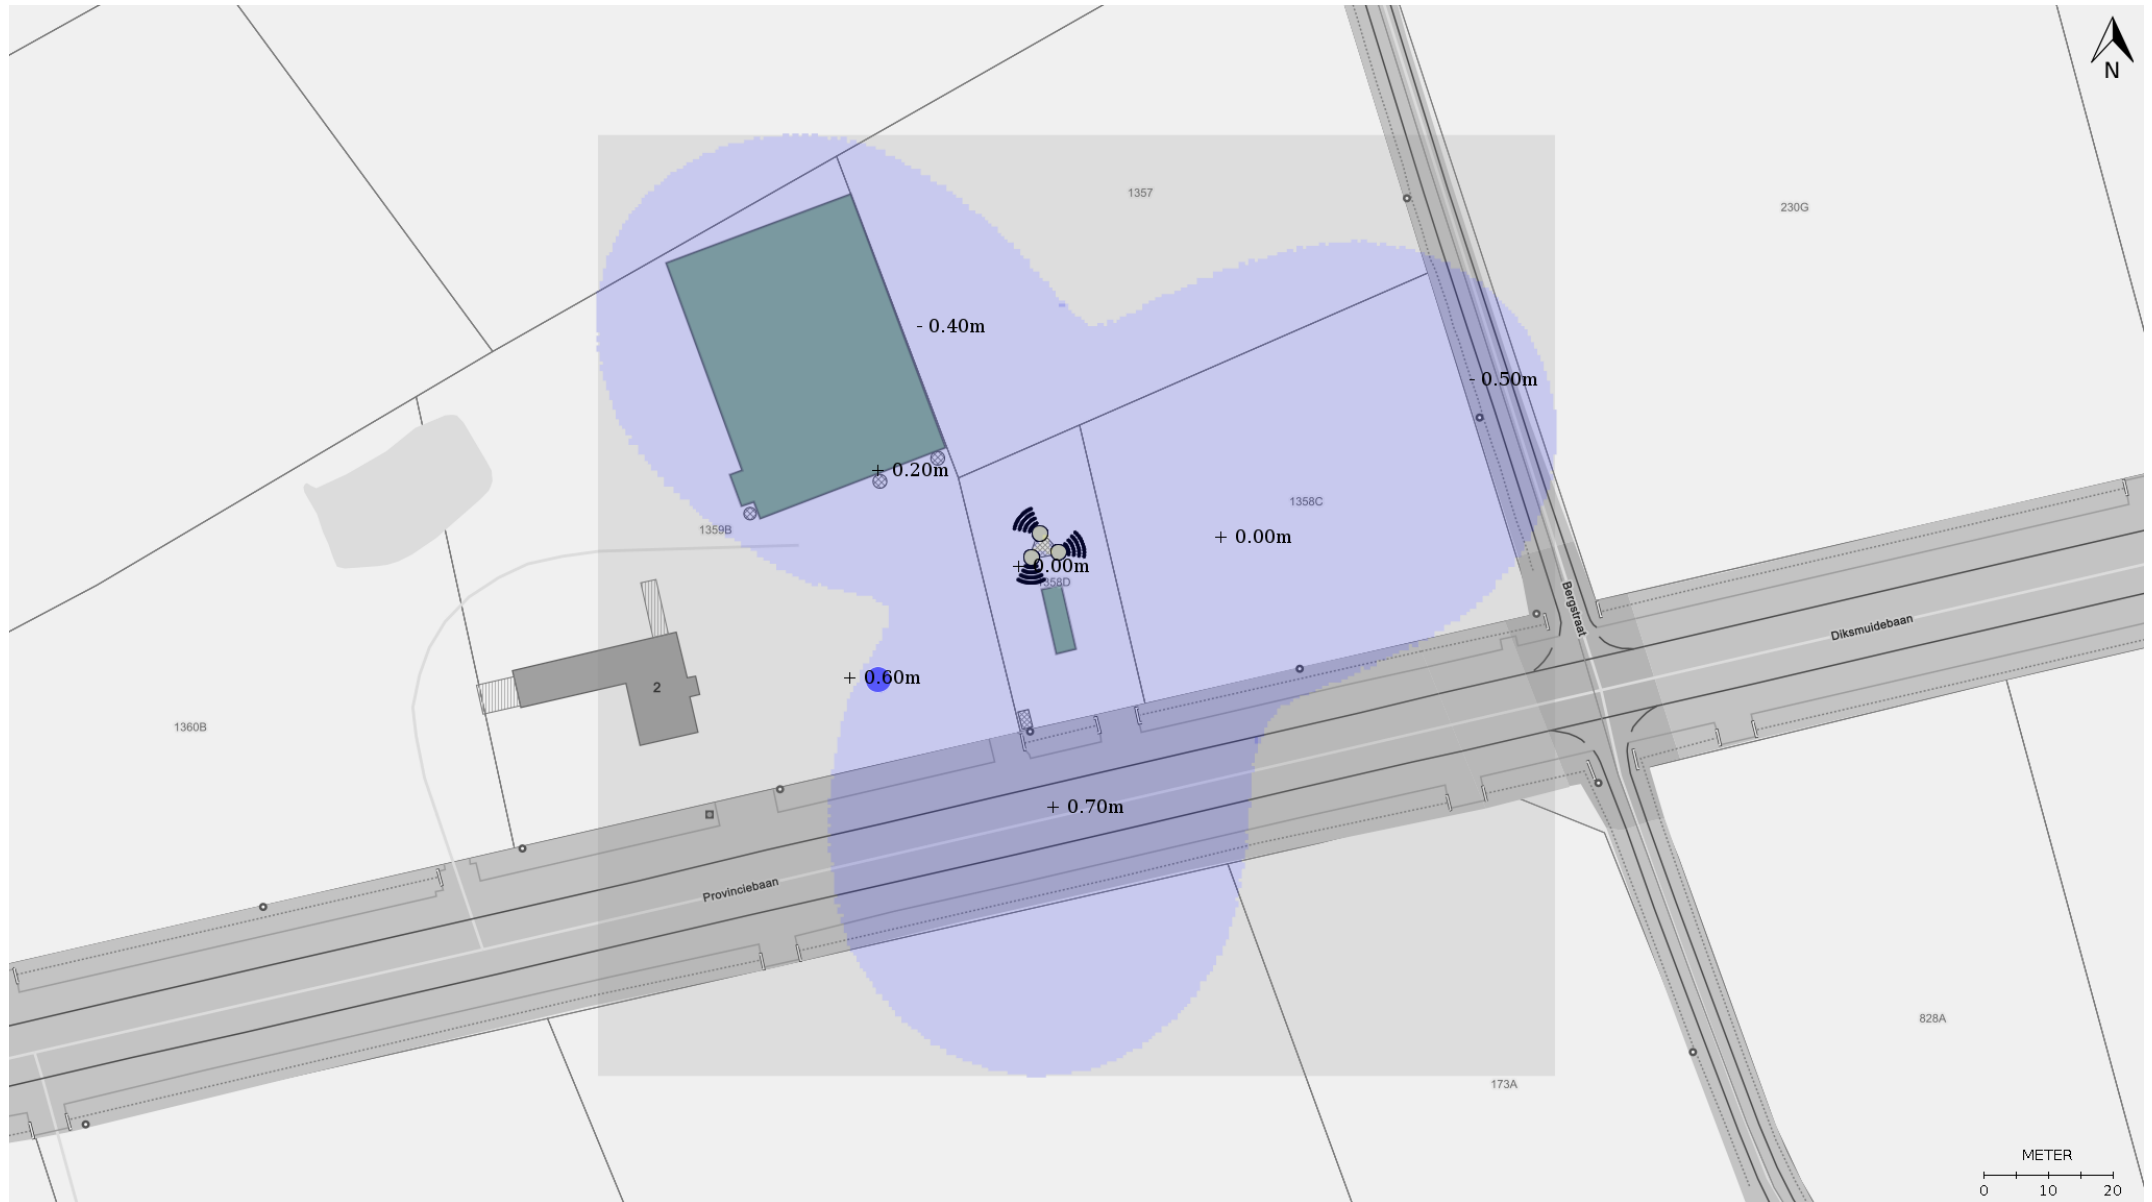 N
1357
230G
- 0.40m
- 0.50m
+ 0.20m
1358C
1359B
+ 0.00m
+ 0.00m
1358D
Bergstraat
Diksmuidebaan
+ 0.60m
2
1360B
+ 0.70m
Provinciebaan
828A
173A
METER
0 10 20